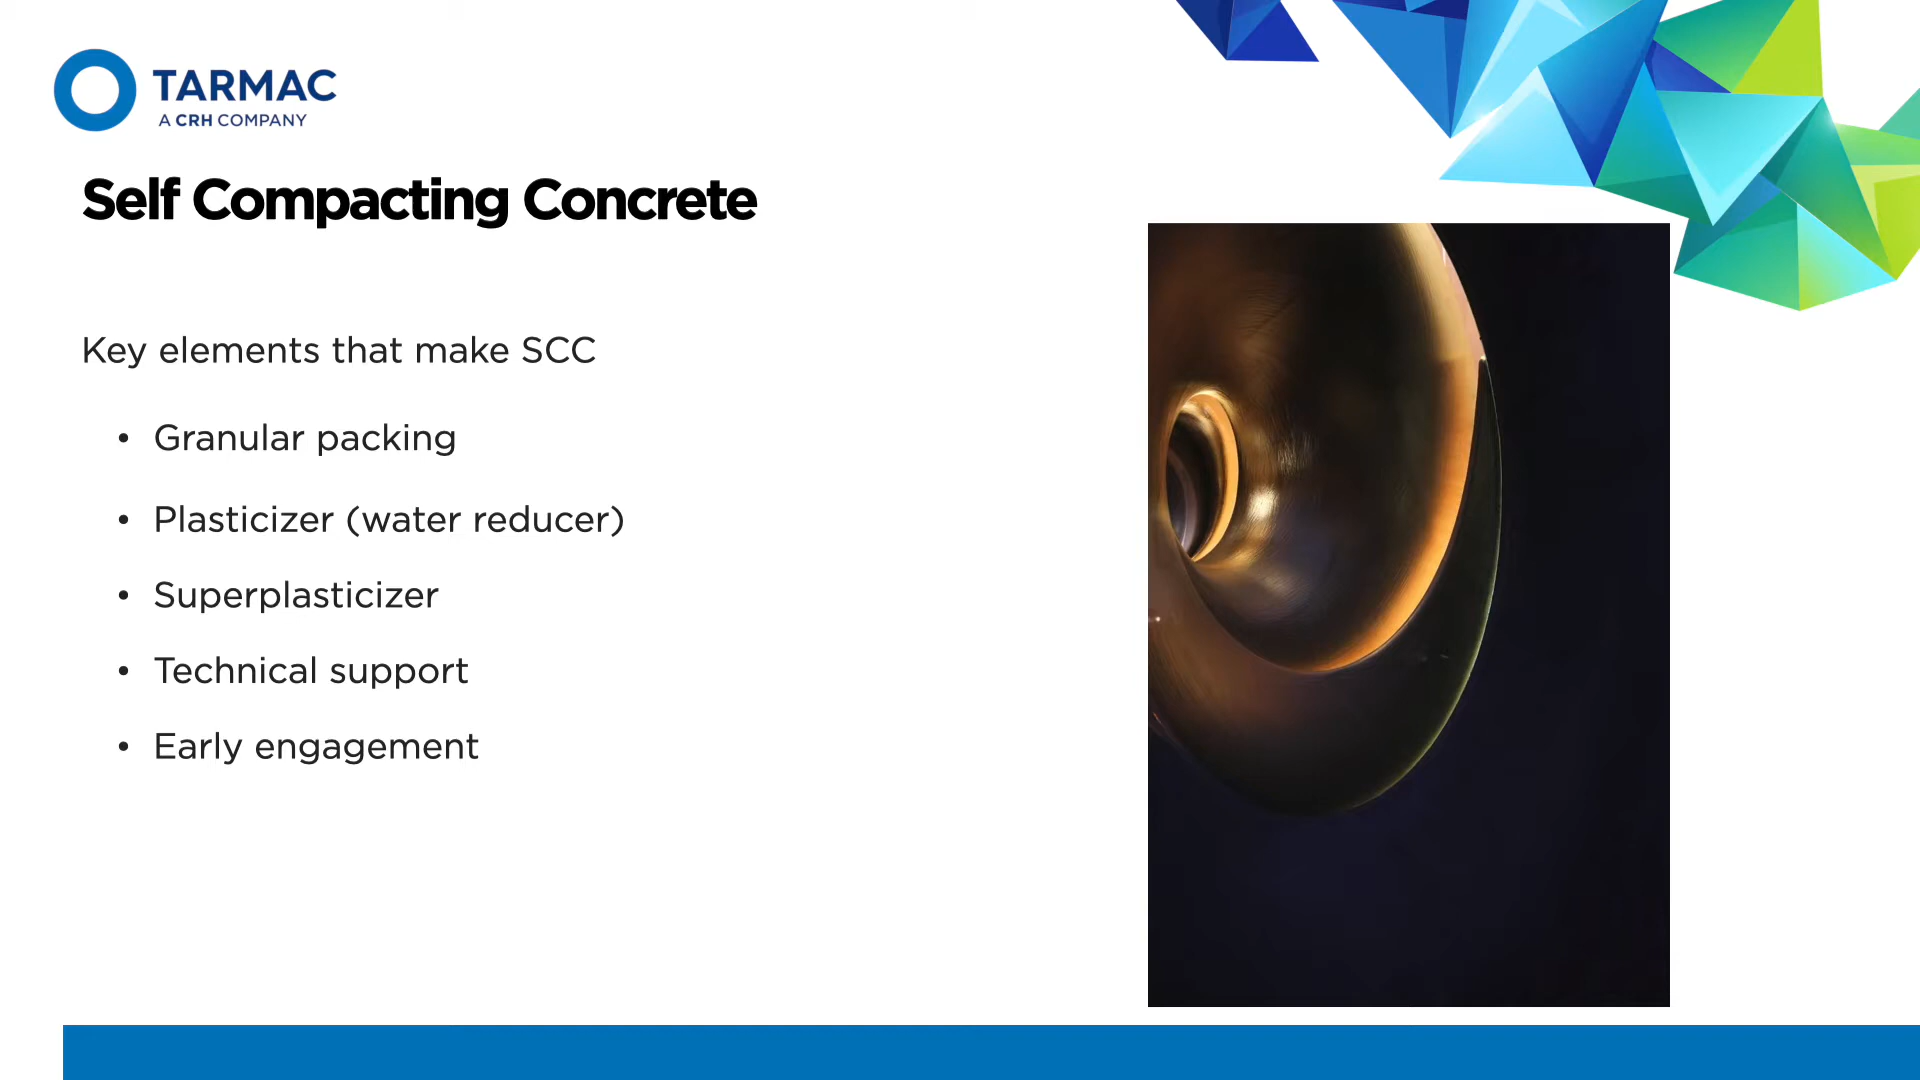 TARMAC
A CRH COMPANY
Self Compacting Concrete
Key elements that make SCC
• Granular packing
• Plasticizer (water reducer)
• Superplasticizer
• Technical support
• Early engagement